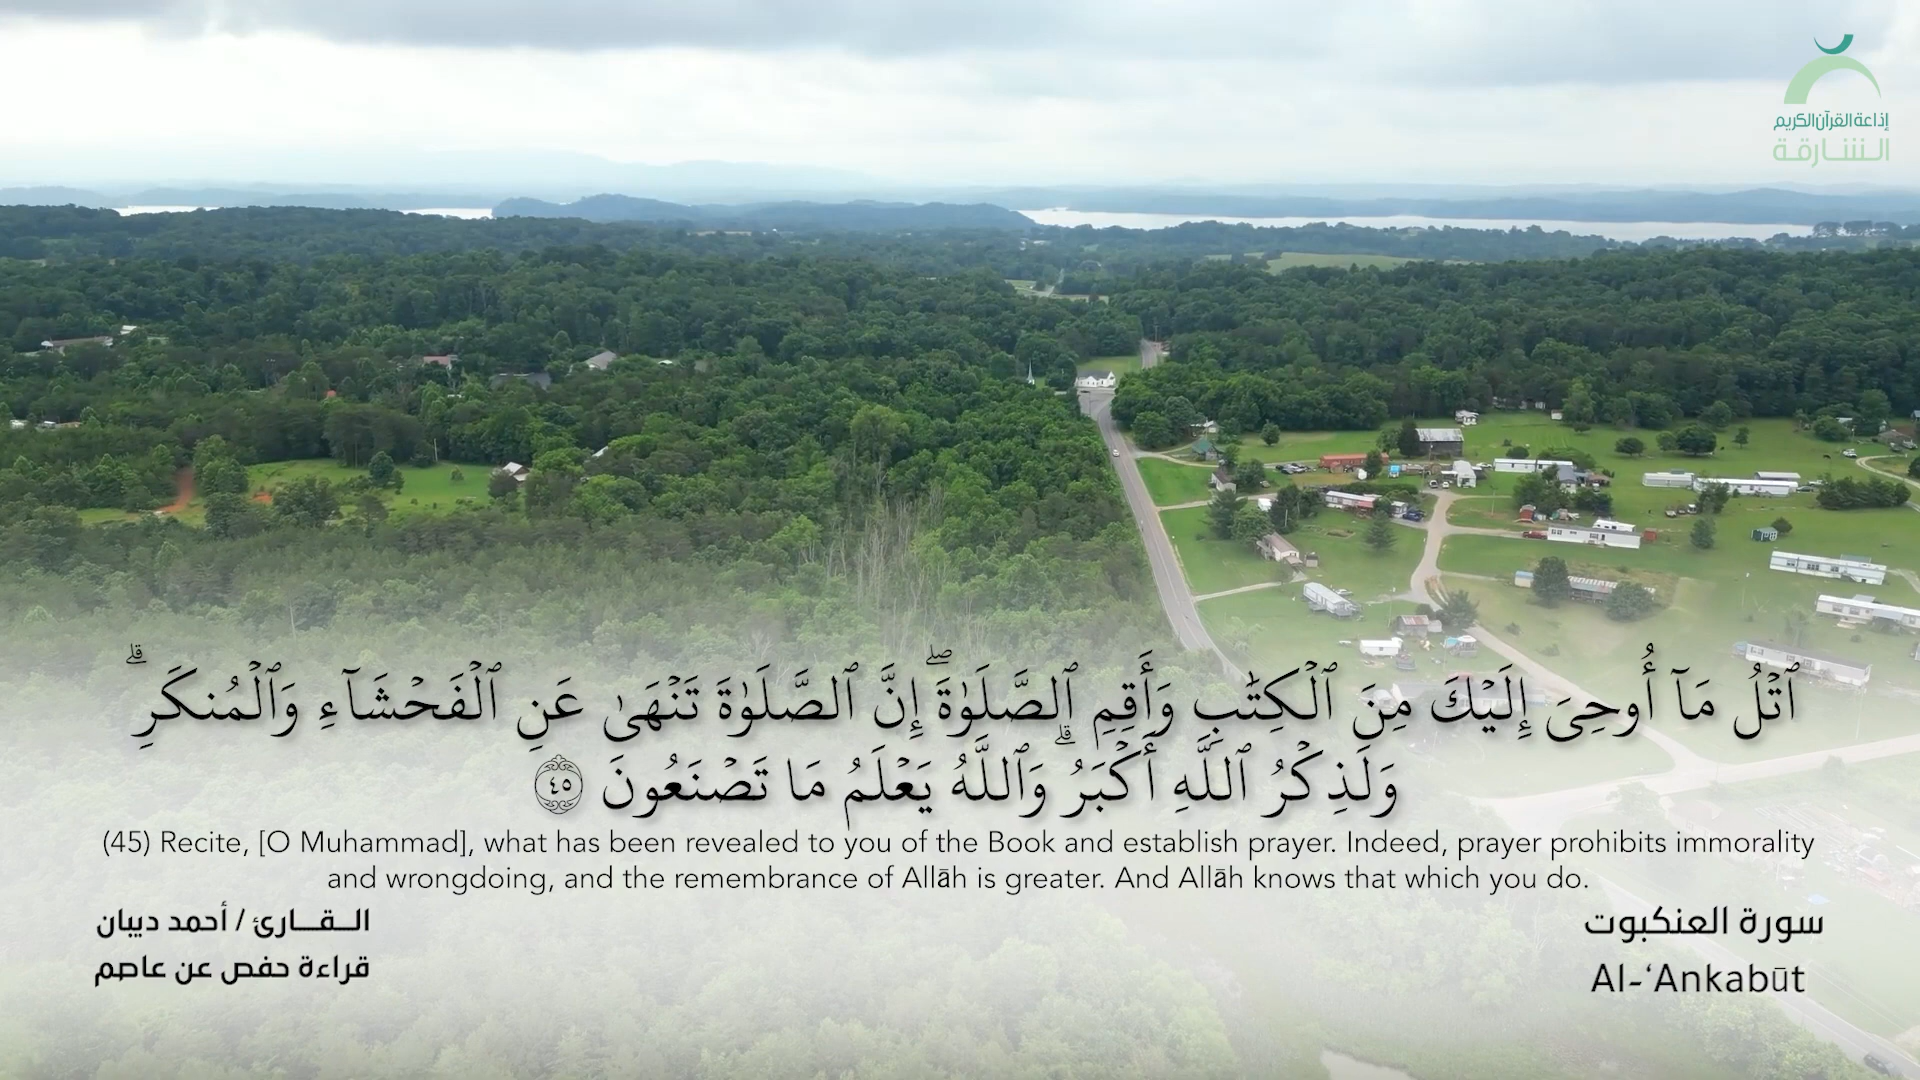 إذاعة القرآن الكريم
الشارقة
ٱتۡلُ مَآ أُوحِيَ إِلَيۡكَ مِنَ ٱلۡكِتَٰبِ وَأَقِمِ ٱلصَّلَوٰةَۖ إِنَّ ٱلصَّلَوٰةَ تَنۡهَىٰ عَنِ ٱلۡفَحۡشَآءِ وَٱلۡمُنكَرِۗ
وَلَذِكۡرُ ٱللَّهِ أَكۡبَرُۗ وَٱللَّهُ يَعۡلَمُ مَا تَصۡنَعُونَ ٤٥
(45) Recite, [O Muhammad], what has been revealed to you of the Book and establish prayer. Indeed, prayer prohibits immorality
and wrongdoing, and the remembrance of Allāh is greater. And Allāh knows that which you do.
سورة العنكبوت
Al-‘Ankabūt
الـقـــارئ / أحمد ديبان
قراءة حفص عن عاصم